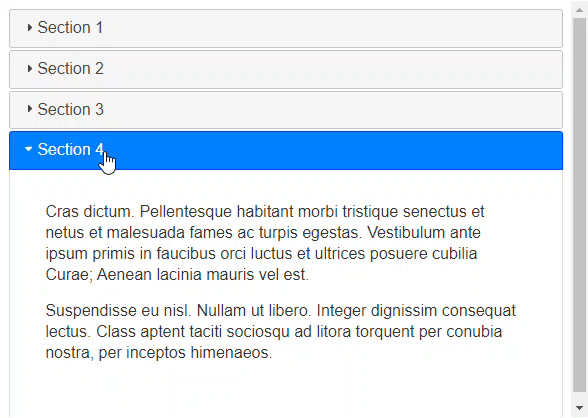 Section 1
Section 2
Section 3
Section 4
Cras dictum. Pellentesque habitant morbi tristique senectus et
netus et malesuada fames ac turpis egestas. Vestibulum ante
ipsum primis in faucibus orci luctus et ultrices posuere cubilia
Curae; Aenean lacinia mauris vel est.
Suspendisse eu nisl. Nullam ut libero. Integer dignissim consequat
lectus. Class aptent taciti sociosqu ad litora torquent per conubia
nostra, per inceptos himenaeos.